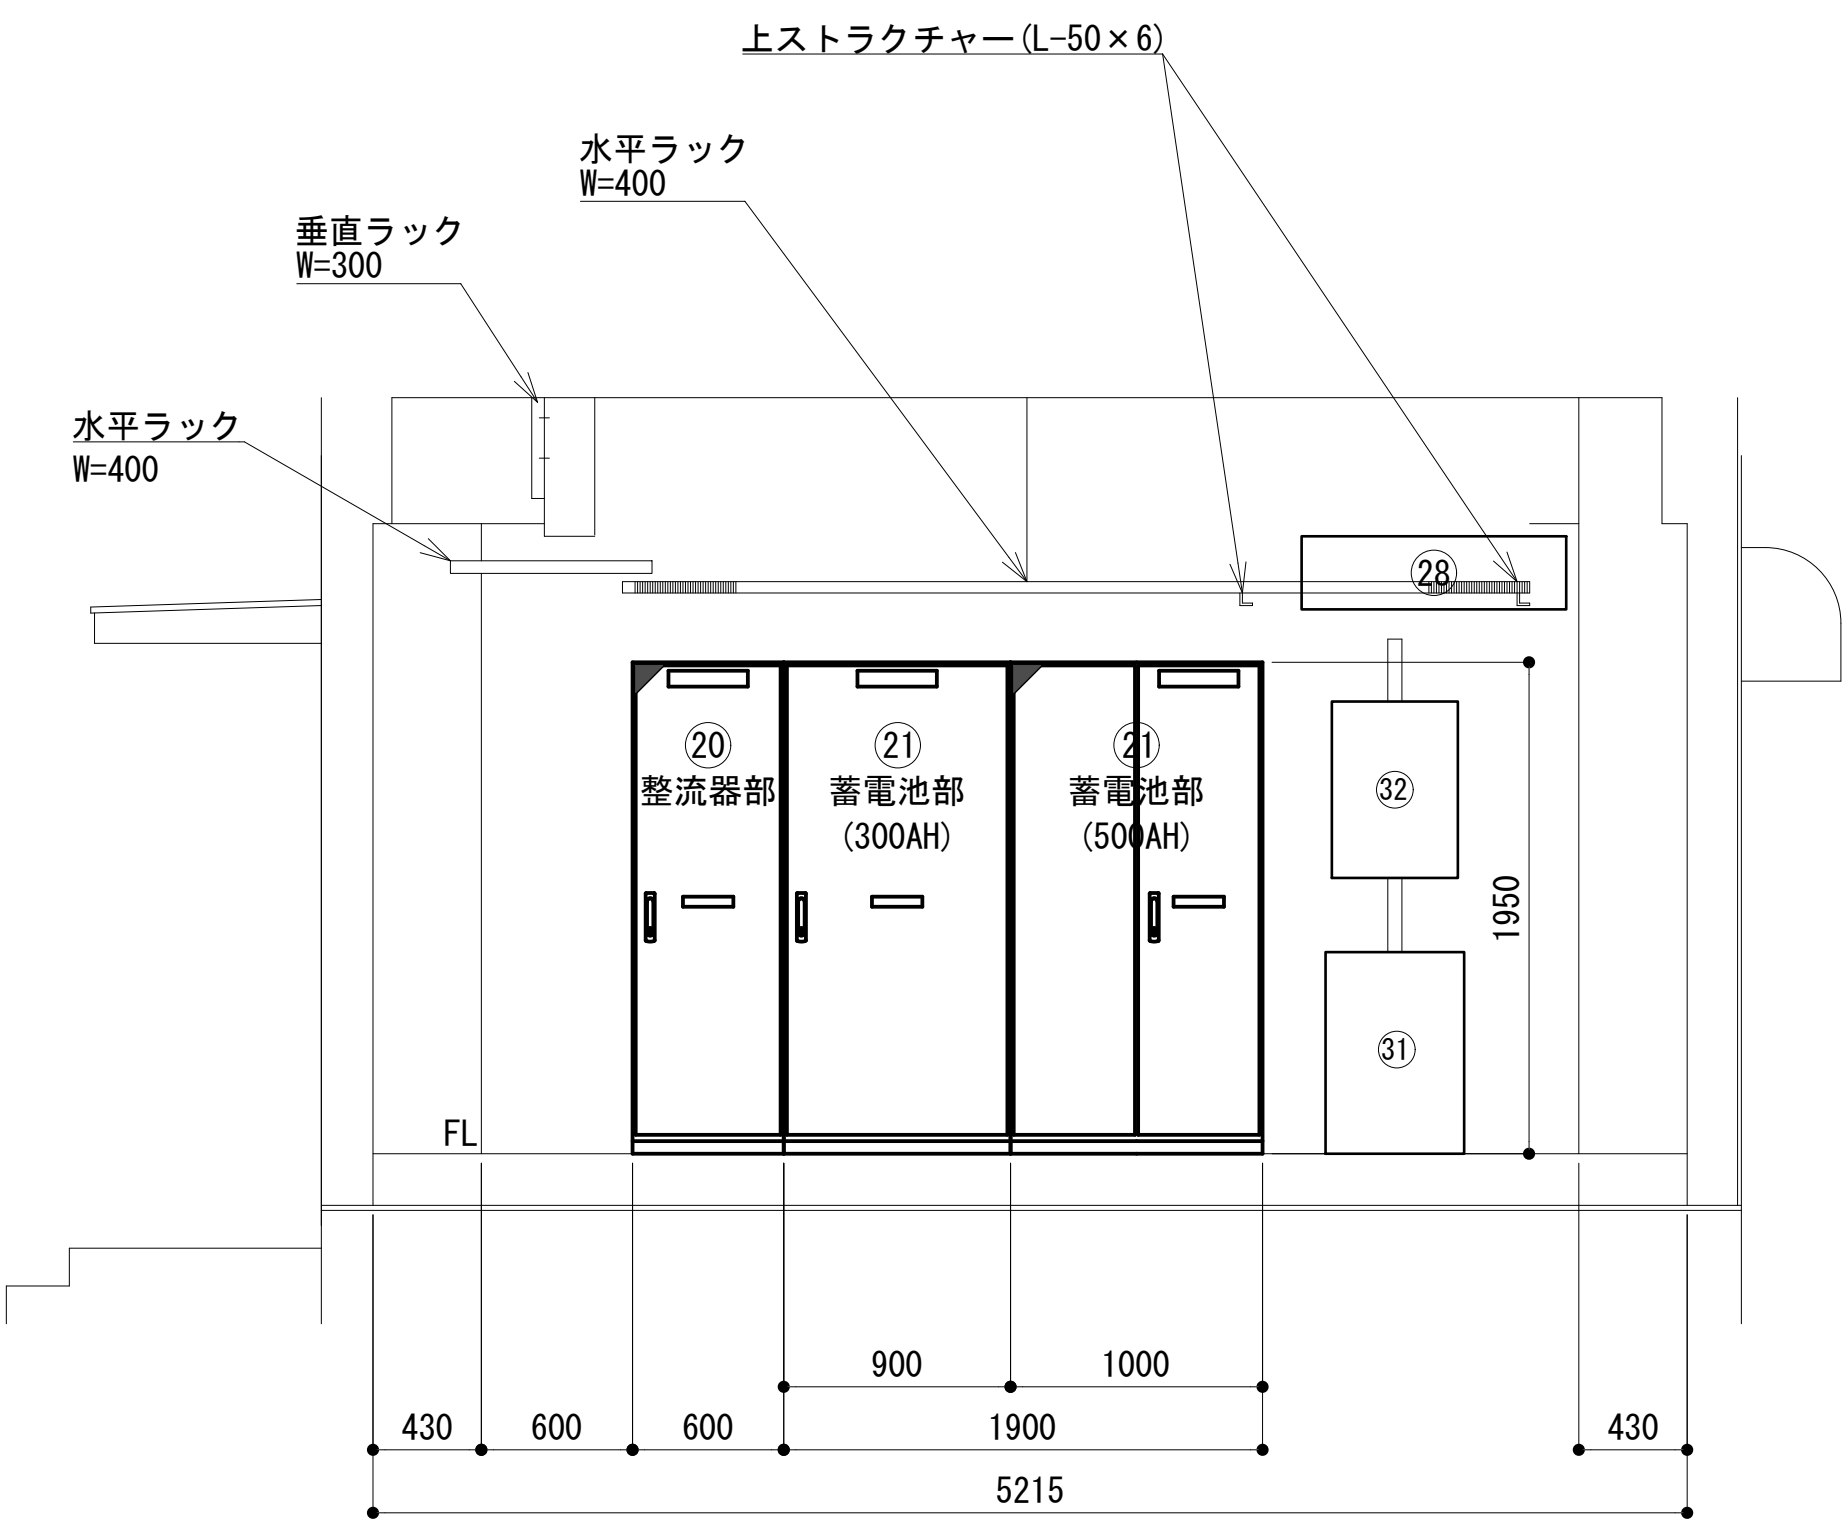 上ストラクチャー(L-50×6)
水平ラック
W=400
垂直ラック
W=300
水平ラック
W=400
28
20
整流器部
21
蓄電池部
(300AH)
21
蓄電池部
(500AH)
32
1950
31
FL
900
1000
430
600
600
1900
430
5215